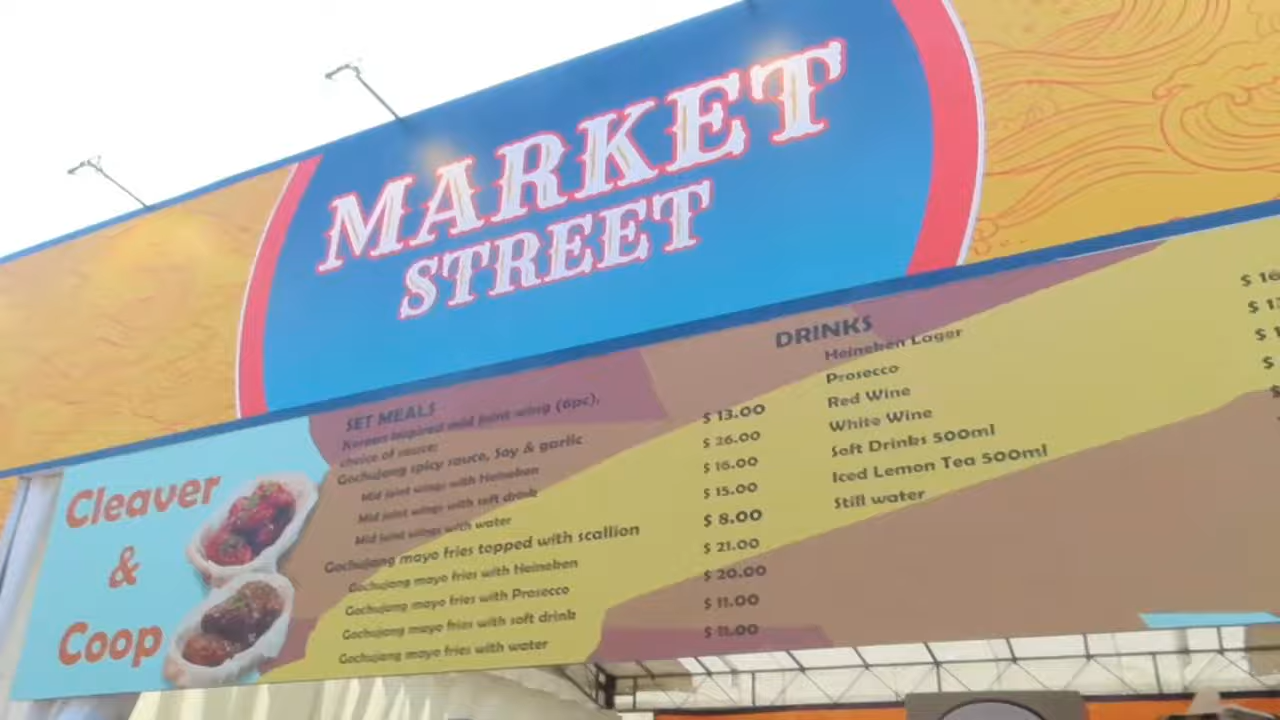 MARKET
STREET
Cleaver
&
Coop
SET MEALS
Korean inspired mid joint wing (6pc),
choice of sauce:
Gochujang spicy sauce, Soy & garlic $ 13.00
Mid joint wings with Heineken $ 26.00
Mid joint wings with soft drink $ 16.00
Mid joint wings with water $ 15.00
Gochujang mayo fries topped with scallion $ 8.00
Gochujang mayo fries with Heineken $ 21.00
Gochujang mayo fries with Prosecco $ 20.00
Gochujang mayo fries with soft drink $ 11.00
Gochujang mayo fries with water $ 11.00
DRINKS
Heineken Lager
Prosecco
Red Wine
White Wine
Soft Drinks 500ml
Iced Lemon Tea 500ml
Still water